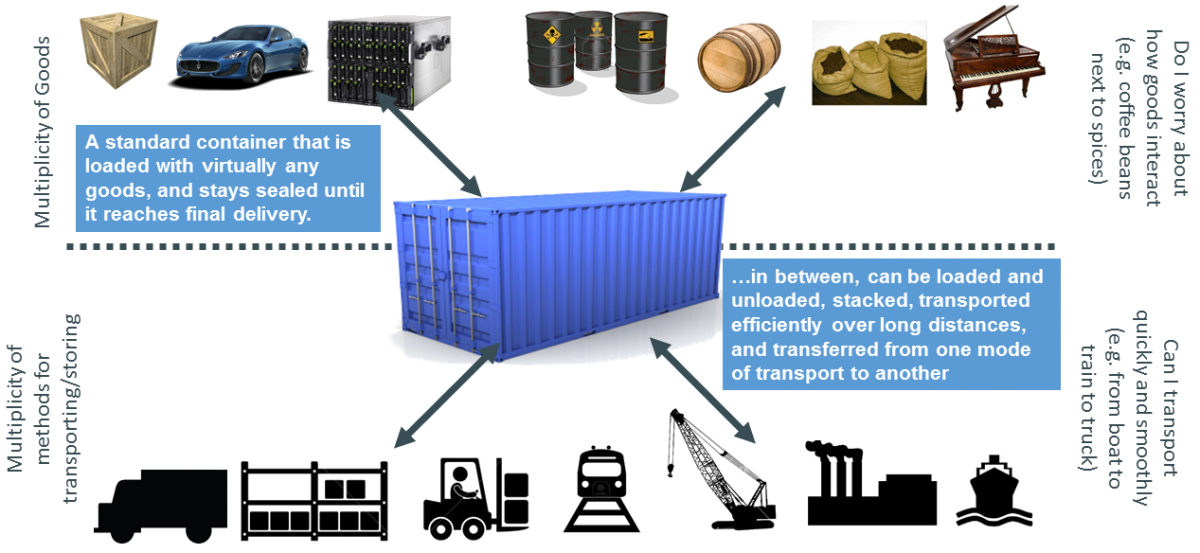 Multiplicity of Goods
A standard container that is
loaded with virtually any
goods, and stays sealed until
it reaches final delivery.
Do I worry about
how goods interact
(e.g. coffee beans
next to spices)
Multiplicity of
methods for
transporting/storing
…in between, can be loaded and
unloaded, stacked, transported
efficiently over long distances,
and transferred from one mode
of transport to another
Can I transport
quickly and smoothly
(e.g. from boat to
train to truck)